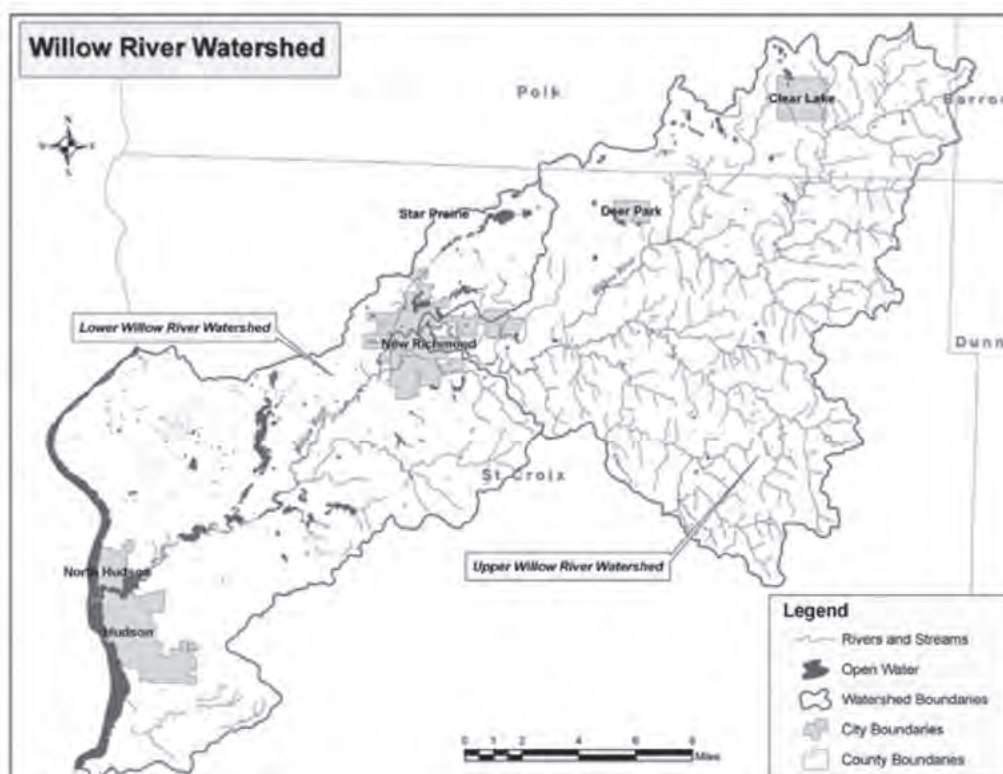 Willow River Watershed
Polk
Clear Lake
Barron
N
W E
S
Star Prairie
Deer Park
Lower Willow River Watershed
New Richmond
Dunn
St Croix
Upper Willow River Watershed
North Hudson
Hudson
Legend
Rivers and Streams
Open Water
Watershed Boundaries
City Boundaries
County Boundaries
0 1 2 4 6 8
Miles